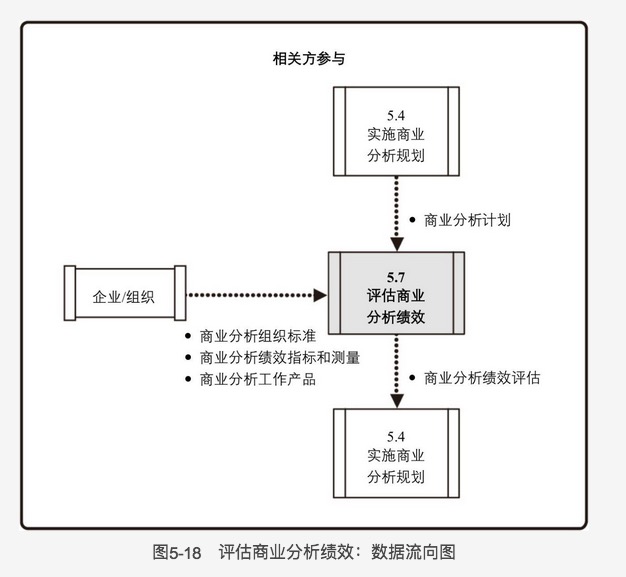 相关方参与
5.4
实施商业
分析规划
● 商业分析计划
企业/组织
5.7
评估商业
分析绩效
● 商业分析组织标准
● 商业分析绩效指标和测量
● 商业分析工作产品
● 商业分析绩效评估
5.4
实施商业
分析规划
图5-18 评估商业分析绩效：数据流向图